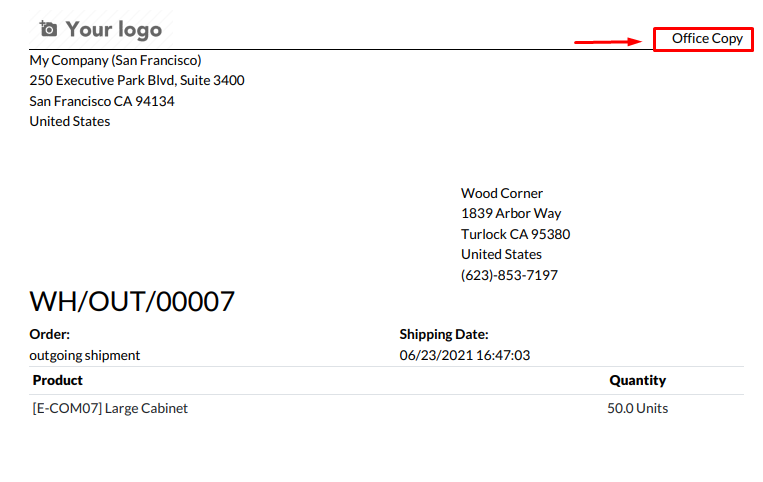 Your logo
Office Copy
My Company (San Francisco)
250 Executive Park Blvd, Suite 3400
San Francisco CA 94134
United States
Wood Corner
1839 Arbor Way
Turlock CA 95380
United States
(623)-853-7197
WH/OUT/00007
Order: Shipping Date:
outgoing shipment 06/23/2021 16:47:03
Product Quantity
[E-COM07] Large Cabinet 50.0 Units